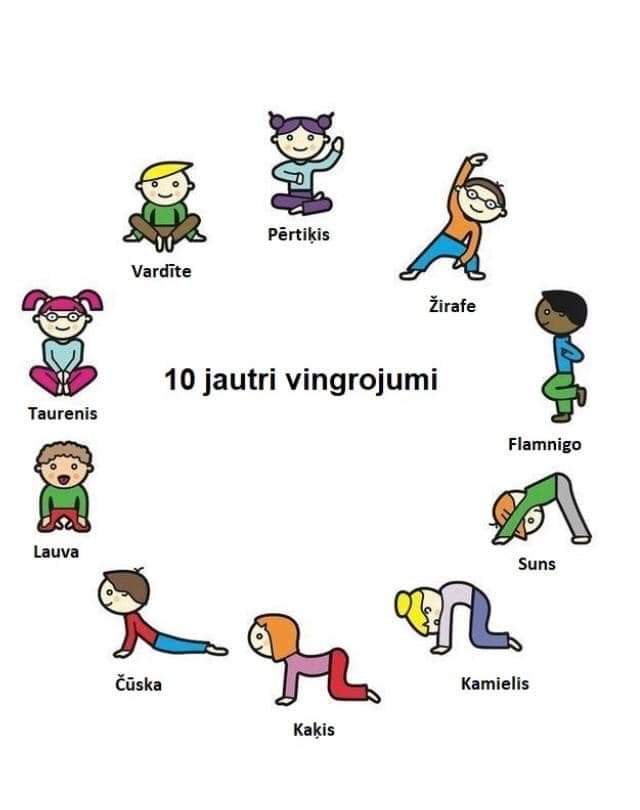 Pērtiķis
Vardīte
Žirafe
Taurenis
10 jautri vingrojumi
Flamnigo
Lauva
Suns
Čūska
Kaķis
Kamielis